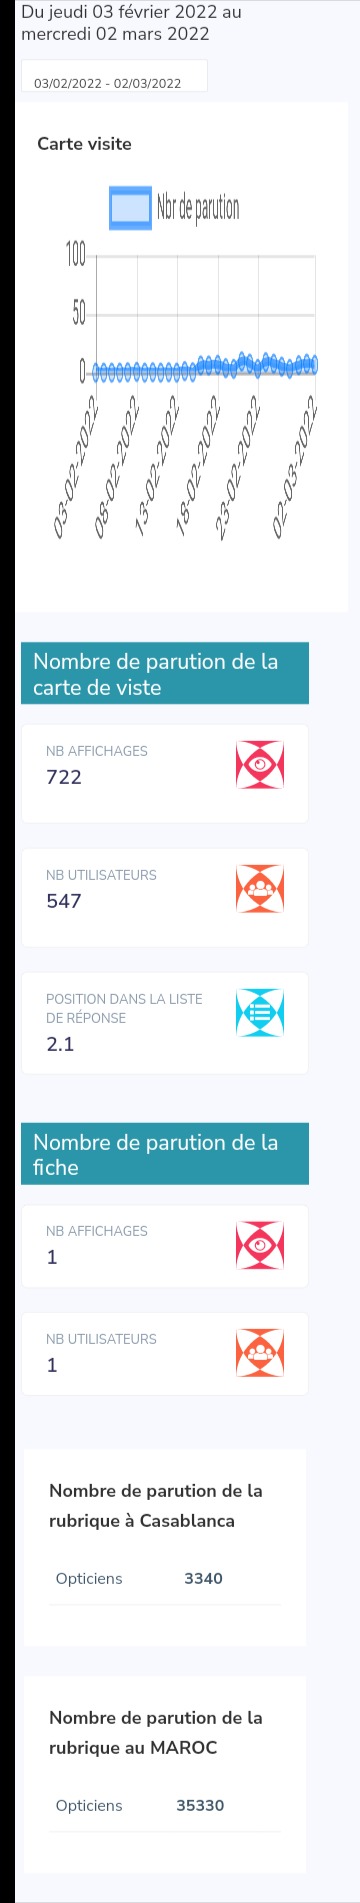 Du jeudi 03 février 2022 au
mercredi 02 mars 2022
03/02/2022 - 02/03/2022
Carte visite
Nbr de parution
100
50
0
03-02-2022
08-02-2022
13-02-2022
18-02-2022
23-02-2022
02-03-2022
Nombre de parution de la
carte de viste
NB AFFICHAGES
722
NB UTILISATEURS
547
POSITION DANS LA LISTE
DE RÉPONSE
2.1
Nombre de parution de la
fiche
NB AFFICHAGES
1
NB UTILISATEURS
1
Nombre de parution de la
rubrique à Casablanca
Opticiens 3340
Nombre de parution de la
rubrique au MAROC
Opticiens 35330